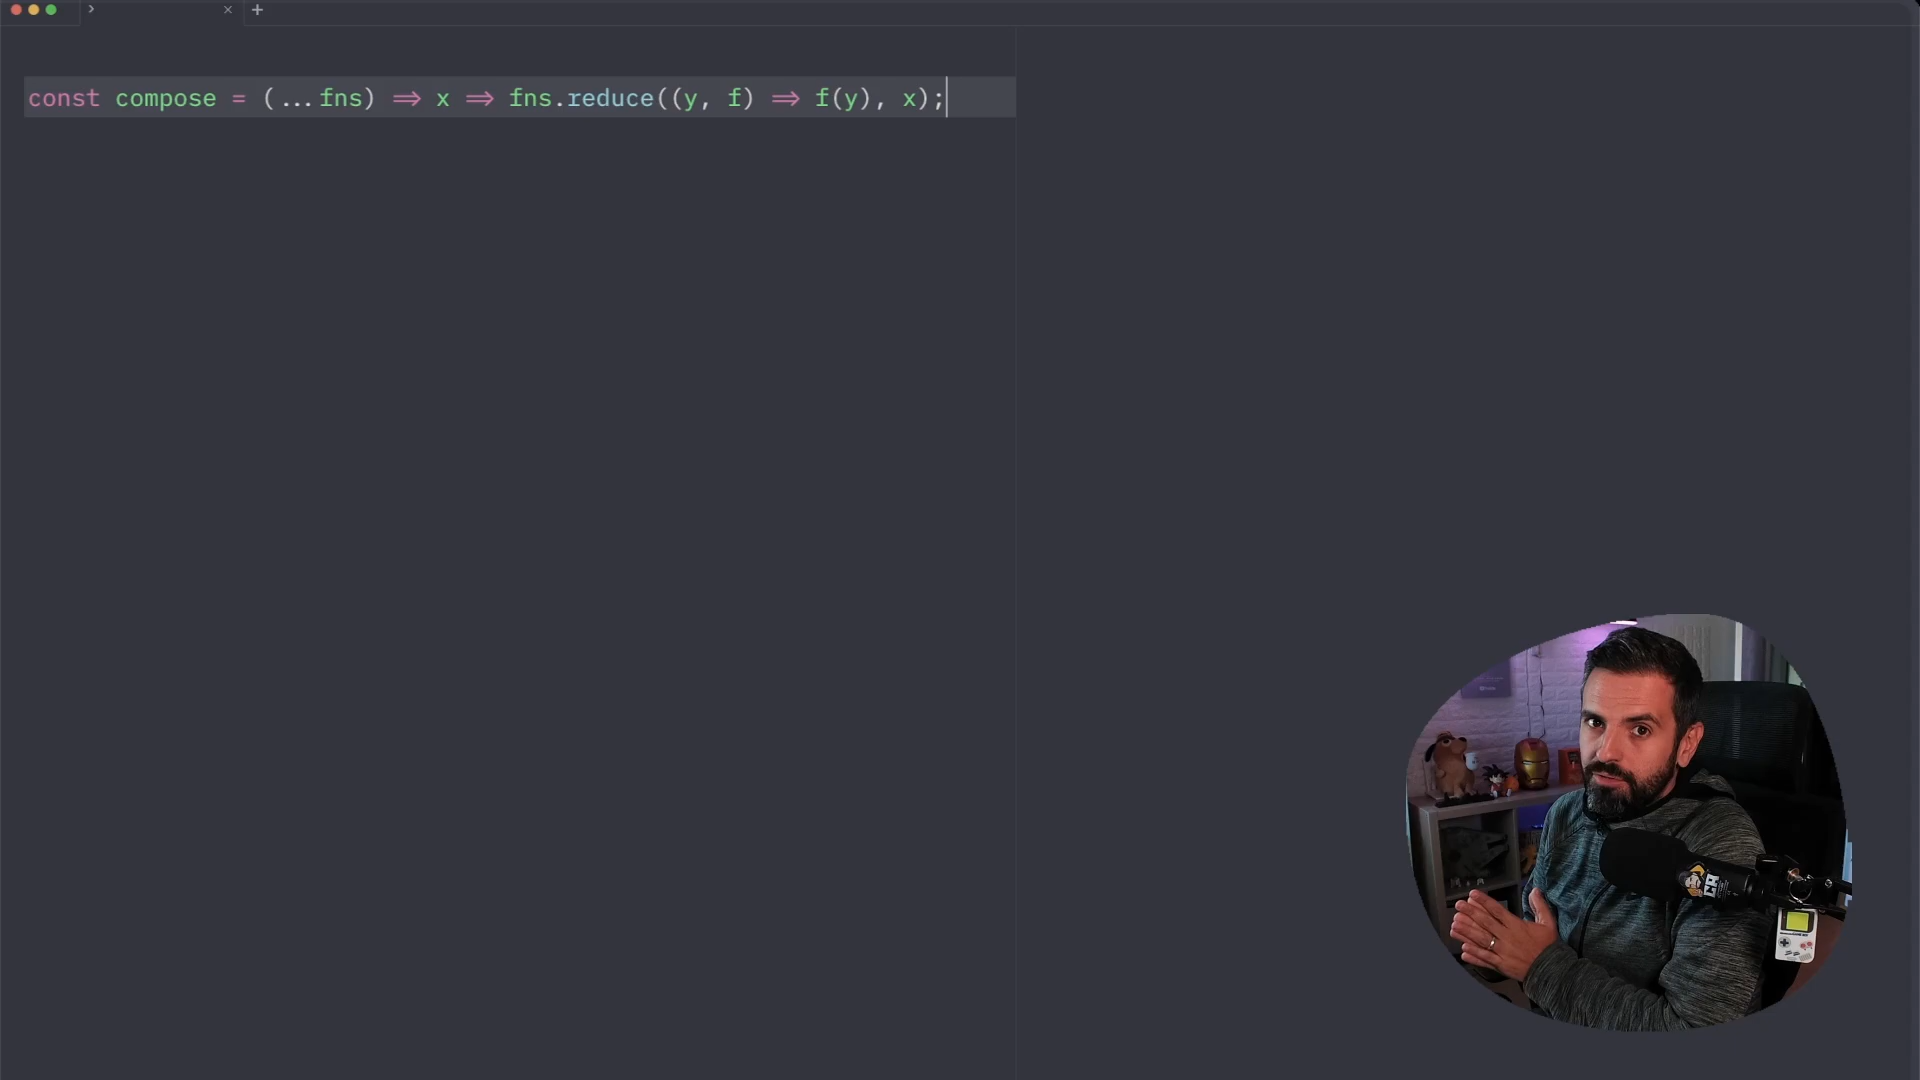 const compose = (...fns) => x => fns.reduce((y, f) => f(y), x);